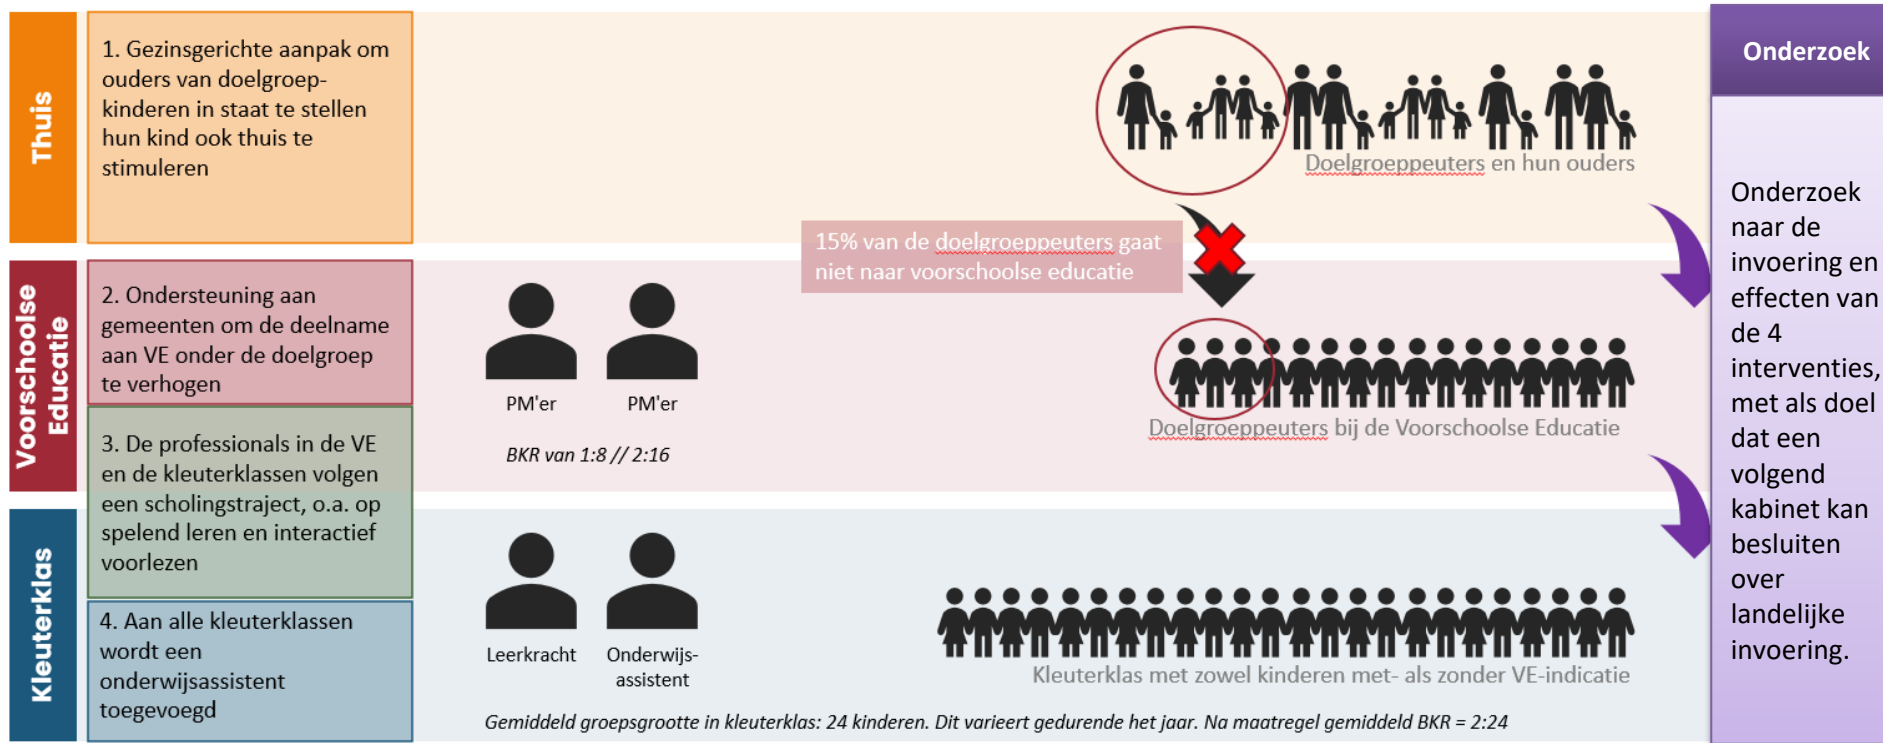 Thuis
1. Gezinsgerichte aanpak om
ouders van doelgroep-
kinderen in staat te stellen
hun kind ook thuis te
stimuleren
Doelgroeppeuters en hun ouders
15% van de doelgroeppeuters gaat
niet naar voorschoolse educatie
Voorschoolse
Educatie
2. Ondersteuning aan
gemeenten om de deelname
aan VE onder de doelgroep
te verhogen
3. De professionals in de VE
en de kleuterklassen volgen
een scholingstraject, o.a. op
spelend leren en interactief
voorlezen
PM'er
PM'er
BKR van 1:8 // 2:16
Doelgroeppeuters bij de Voorschoolse Educatie
Kleuterklas
4. Aan alle kleuterklassen
wordt een
onderwijsassistent
toegevoegd
Leerkracht
Onderwijs-
assistent
Kleuterklas met zowel kinderen met- als zonder VE-indicatie
Gemiddeld groepsgrootte in kleuterklas: 24 kinderen. Dit varieert gedurende het jaar. Na maatregel gemiddeld BKR = 2:24
Onderzoek
Onderzoek
naar de
invoering en
effecten van
de 4
interventies,
met als doel
dat een
volgend
kabinet kan
besluiten
over
landelijke
invoering.